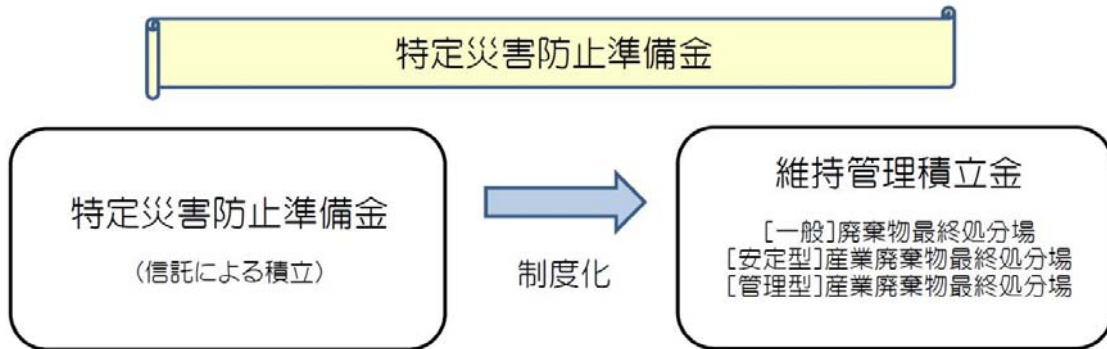 特定災害防止準備金
特定災害防止準備金
(信託による積立)
制度化
維持管理積立金
[一般]廃棄物最終処分場
[安定型]産業廃棄物最終処分場
[管理型]産業廃棄物最終処分場